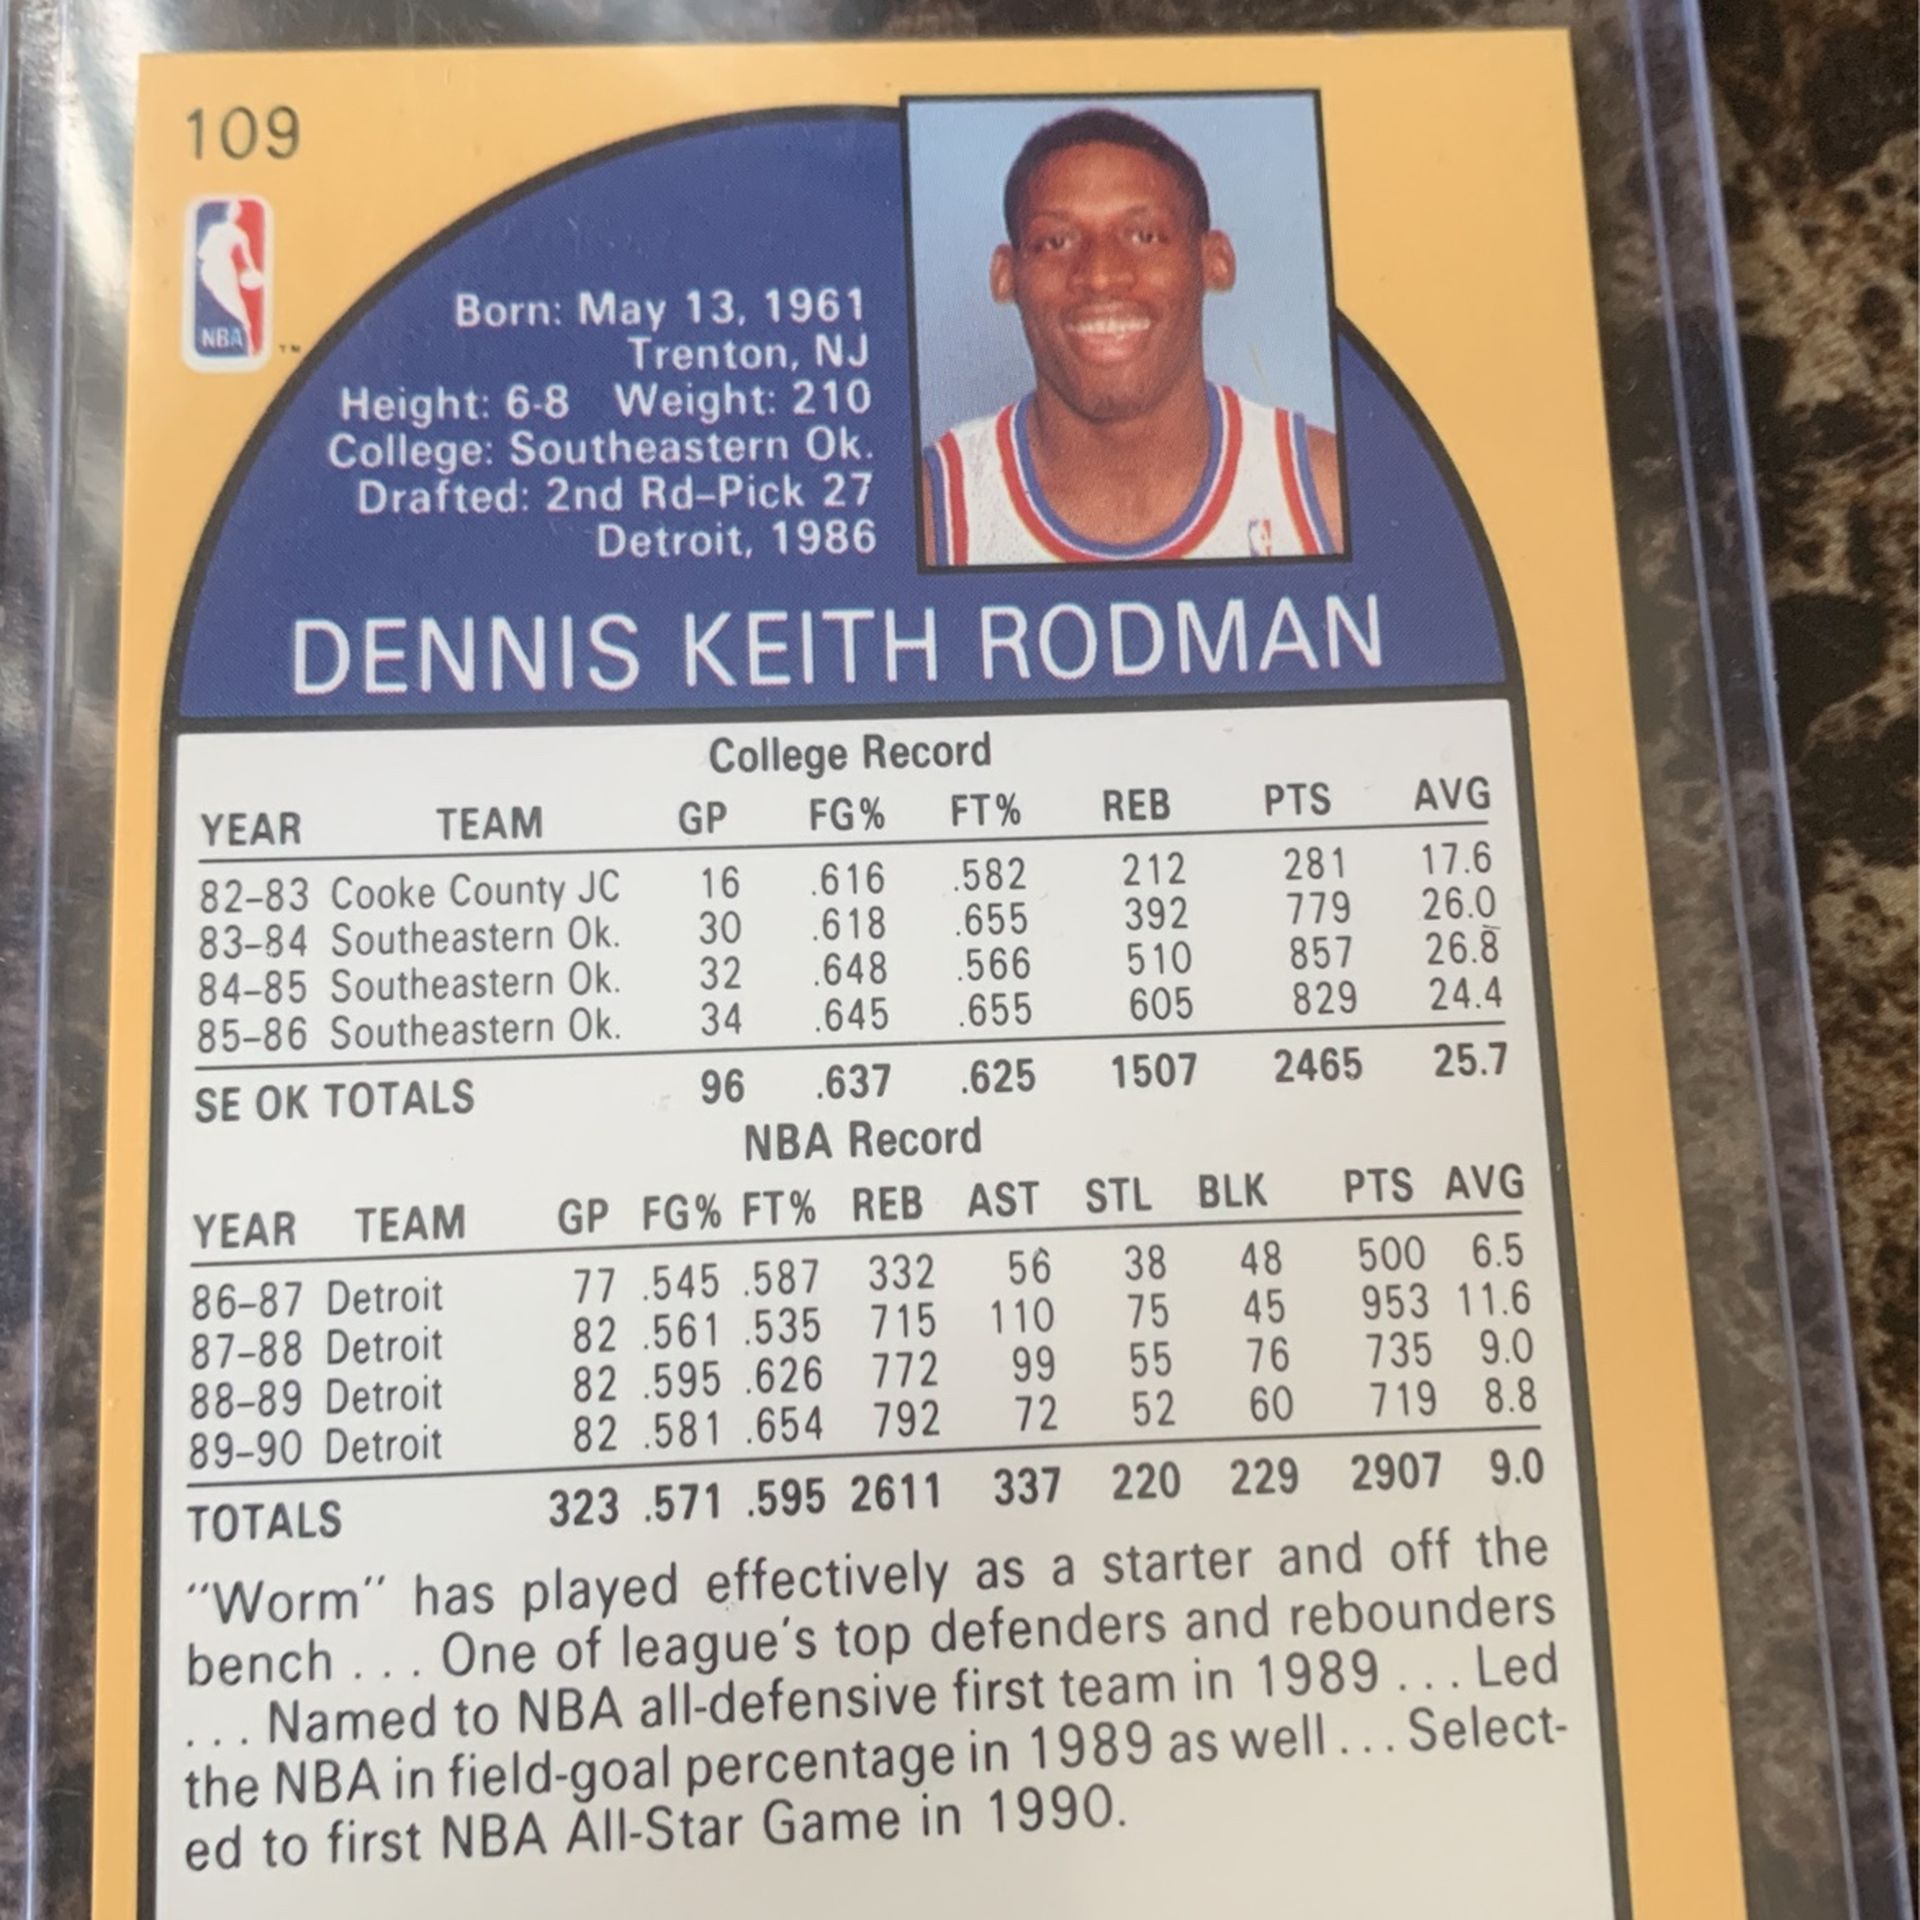 109
NBA
TM
Born: May 13, 1961
Trenton, NJ
Height: 6-8 Weight: 210
College: Southeastern Ok.
Drafted: 2nd Rd–Pick 27
Detroit, 1986
DENNIS KEITH RODMAN
College Record
YEAR TEAM GP FG% FT% REB PTS AVG
82–83 Cooke County JC 16 .616 .582 212 281 17.6
83–84 Southeastern Ok. 30 .618 .655 392 779 26.0
84–85 Southeastern Ok. 32 .648 .566 510 857 26.8
85–86 Southeastern Ok. 34 .645 .655 605 829 24.4
SE OK TOTALS 96 .637 .625 1507 2465 25.7
NBA Record
YEAR TEAM GP FG% FT% REB AST STL BLK PTS AVG
86–87 Detroit 77 .545 .587 332 56 38 48 500 6.5
87–88 Detroit 82 .561 .535 715 110 75 45 953 11.6
88–89 Detroit 82 .595 .626 772 99 55 76 735 9.0
89–90 Detroit 82 .581 .654 792 72 52 60 719 8.8
TOTALS 323 .571 .595 2611 337 220 229 2907 9.0
"Worm" has played effectively as a starter and off the
bench . . . One of league's top defenders and rebounders
. . . Named to NBA all-defensive first team in 1989 . . . Led
the NBA in field-goal percentage in 1989 as well . . . Select-
ed to first NBA All-Star Game in 1990.